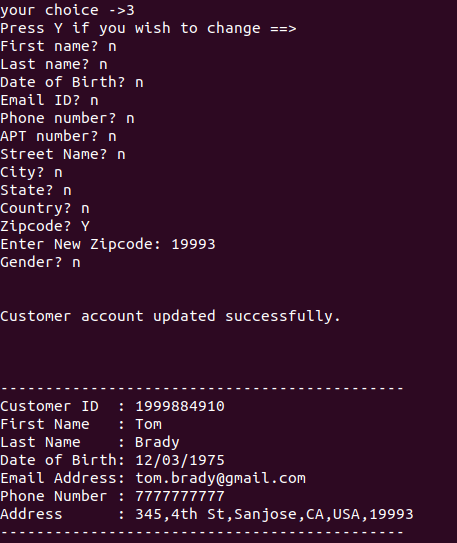 your choice ->3
Press Y if you wish to change ==>
First name? n
Last name? n
Date of Birth? n
Email ID? n
Phone number? n
APT number? n
Street Name? n
City? n
State? n
Country? n
Zipcode? Y
Enter New Zipcode: 19993
Gender? n
Customer account updated successfully.
---------------------------------------------
Customer ID  : 1999884910
First Name   : Tom
Last Name    : Brady
Date of Birth: 12/03/1975
Email Address: tom.brady@gmail.com
Phone Number : 7777777777
Address      : 345,4th St,Sanjose,CA,USA,19993
---------------------------------------------